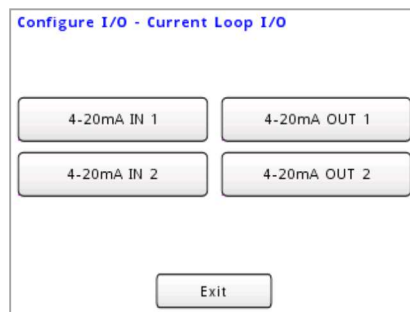 Configure I/O - Current Loop I/O
4-20mA IN 1
4-20mA OUT 1
4-20mA IN 2
4-20mA OUT 2
Exit